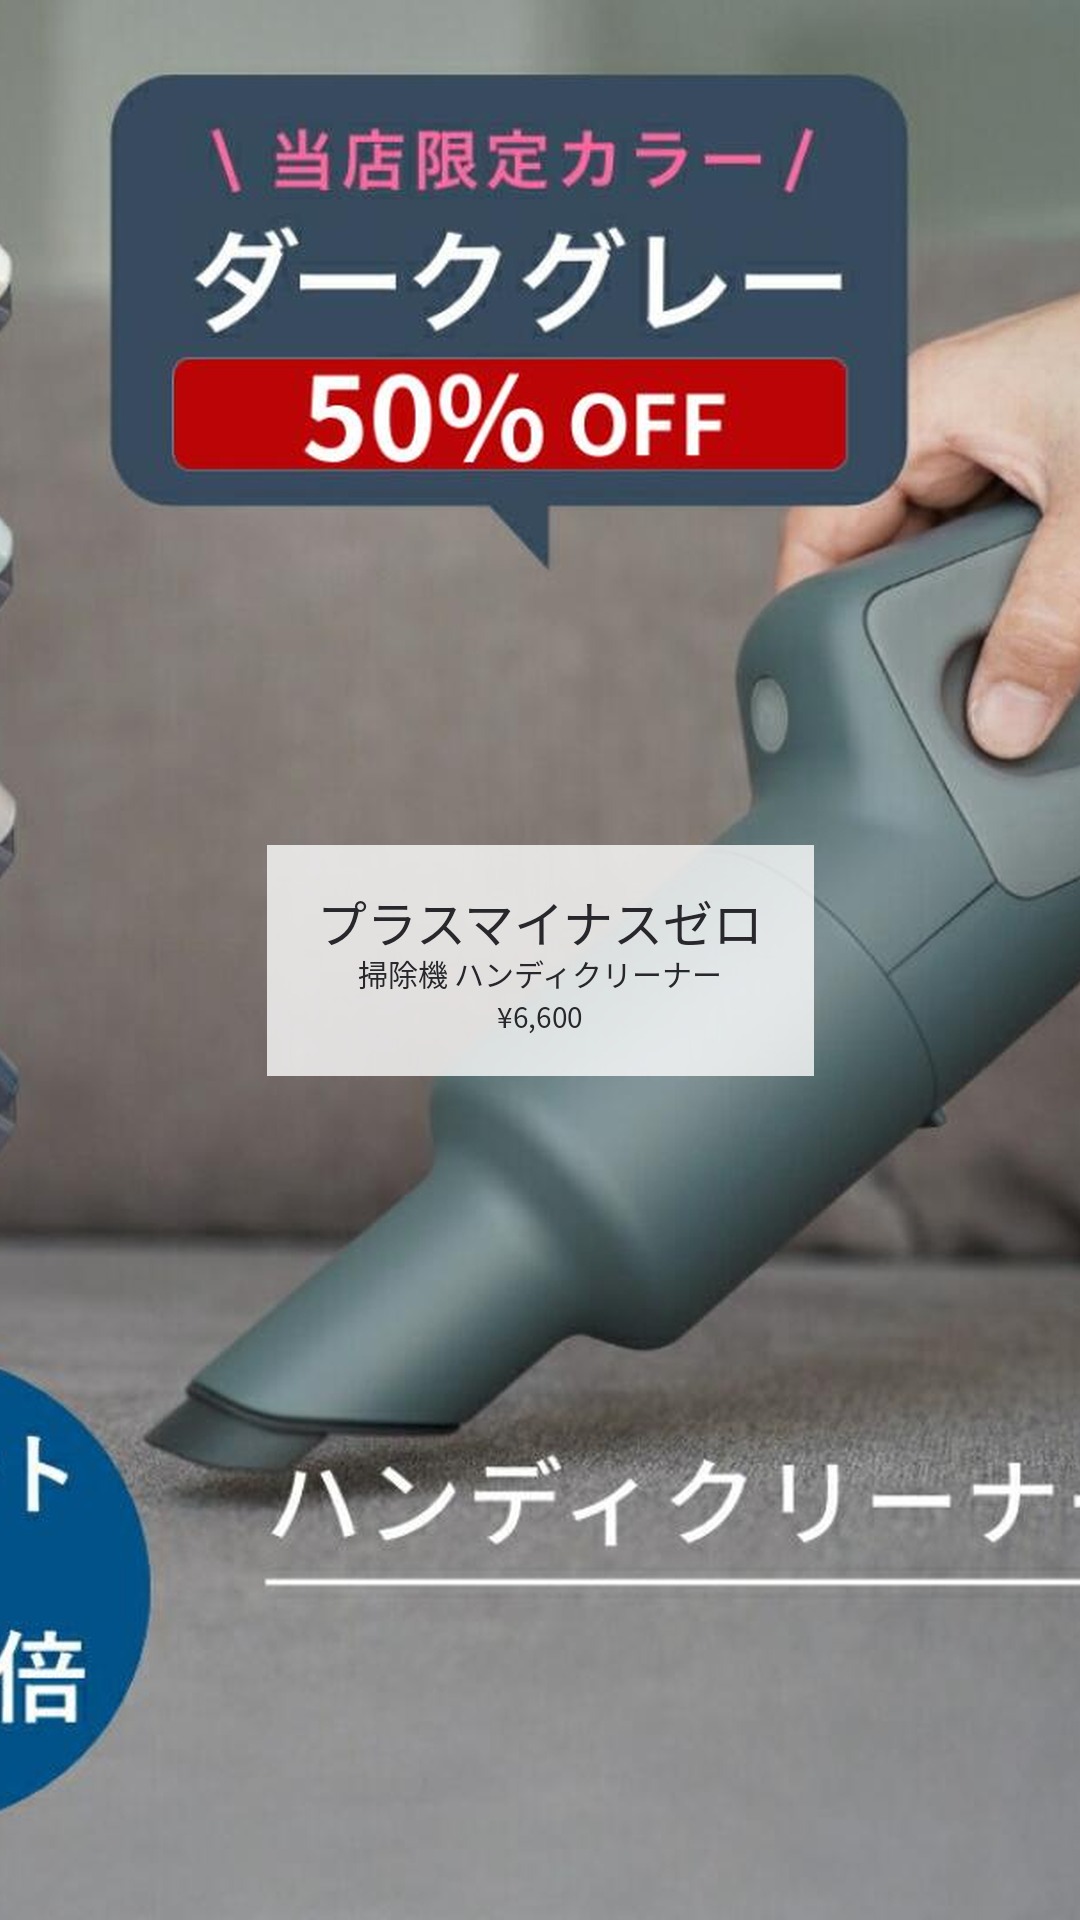 \ 当店限定カラー /
ダークグレー
50% OFF
プラスマイナスゼロ
掃除機 ハンディクリーナー
¥6,600
ト
ハンディクリーナー
倍